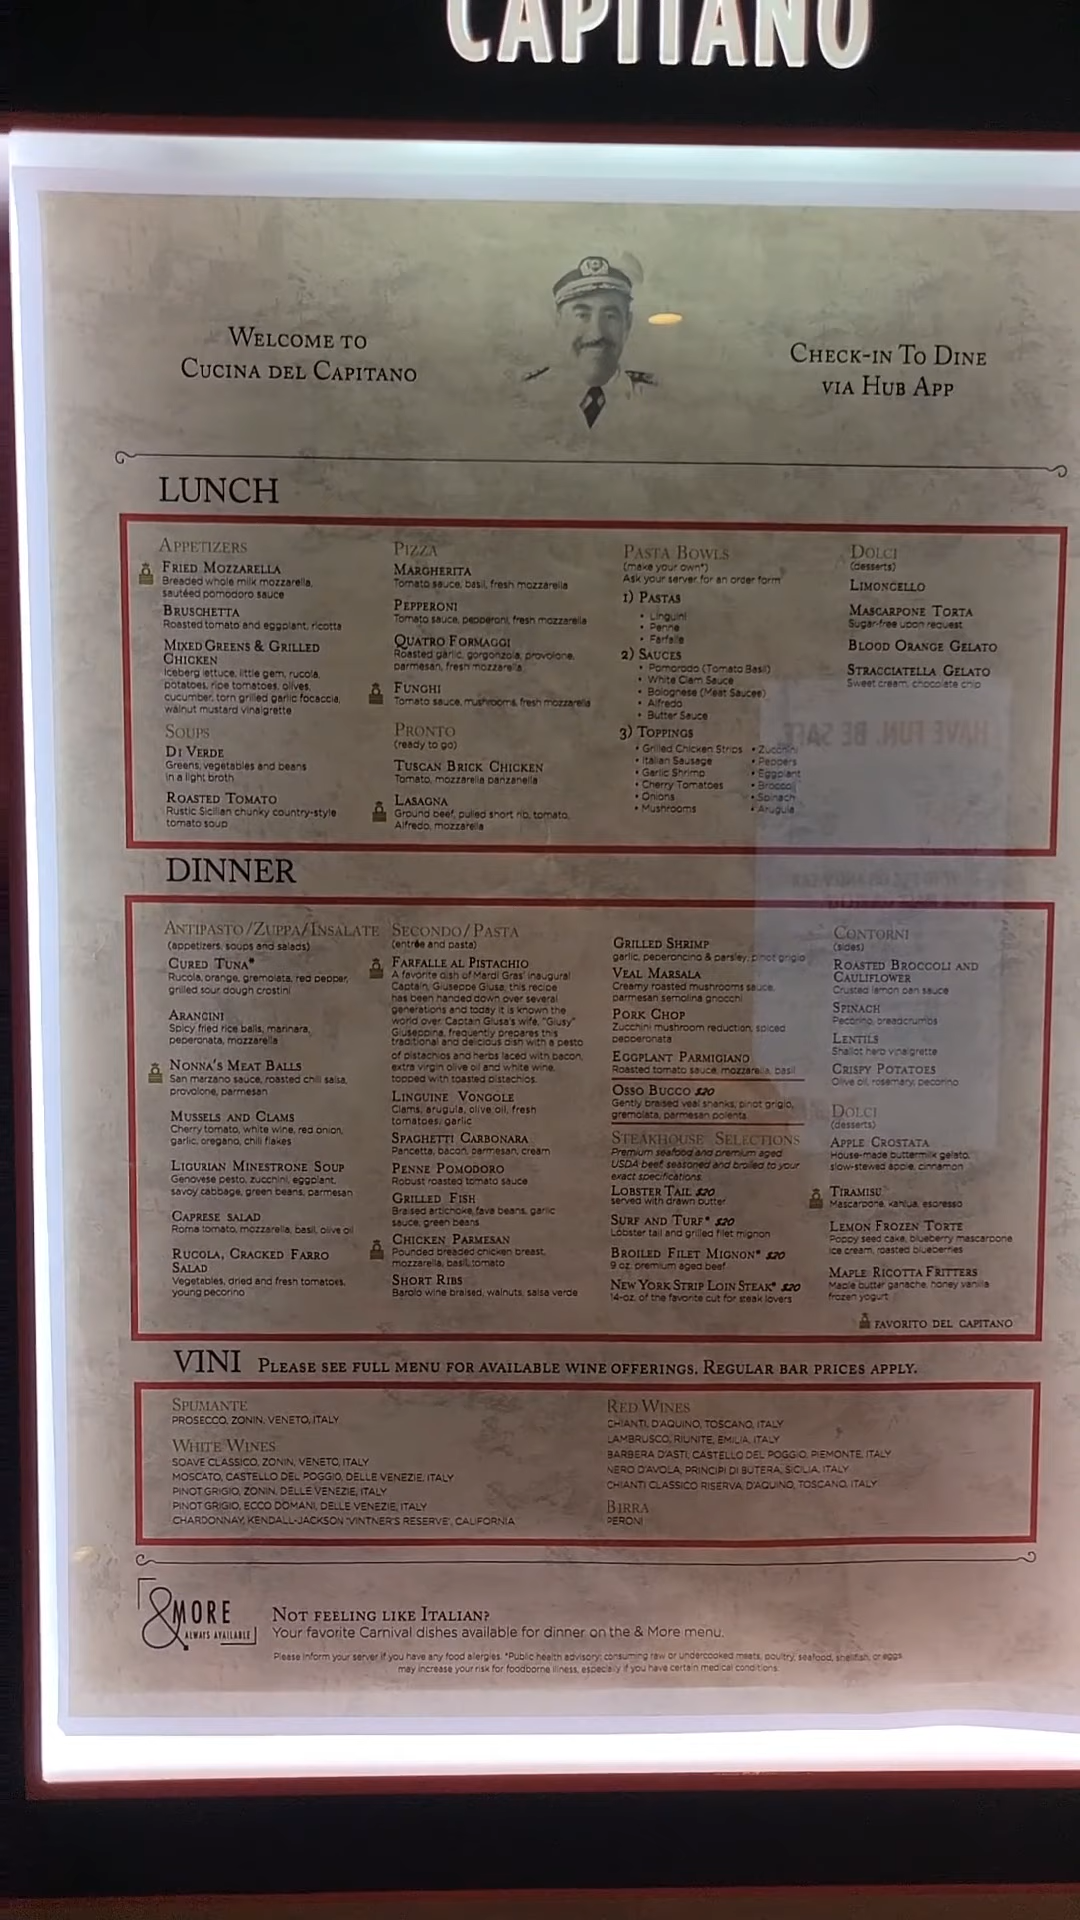 CAPITANO
WELCOME TO
CUCINA DEL CAPITANO
CHECK-IN TO DINE
VIA HUB APP
LUNCH
APPETIZERS
FRIED MOZZARELLA
Breaded whole milk mozzarella,
sautéed pomodoro sauce
BRUSCHETTA
Roasted tomato and eggplant, ricotta
MIXED GREENS & GRILLED
CHICKEN
Iceberg lettuce, little gem, rucola,
potatoes, ripe tomatoes, olives,
cucumber, torn grilled garlic focaccia,
walnut mustard vinaigrette
SOUPS
DI VERDE
Greens, vegetables and beans
in a light broth
ROASTED TOMATO
Rustic Sicilian chunky country-style
tomato soup
PIZZA
MARGHERITA
Tomato sauce, basil, fresh mozzarella
PEPPERONI
Tomato sauce, pepperoni, fresh mozzarella
QUATRO FORMAGGI
Roasted garlic, gorgonzola, provolone,
parmesan, fresh mozzarella
FUNGHI
Tomato sauce, mushrooms, fresh mozzarella
PRONTO
(ready to go)
TUSCAN BRICK CHICKEN
Tomato, mozzarella panzanella
LASAGNA
Ground beef, pulled short rib, tomato,
Alfredo, mozzarella
PASTA BOWLS
(make your own*)
Ask your server for an order form
1) PASTAS
• Linguini
• Penne
• Farfalle
2) SAUCES
• Pomorodo (Tomato Basil)
• White Clam Sauce
• Bolognese (Meat Saucee)
• Alfredo
• Butter Sauce
3) TOPPINGS
• Grilled Chicken Strips • Zucchini
• Italian Sausage • Peppers
• Garlic Shrimp • Eggplant
• Cherry Tomatoes • Broccoli
• Onions • Spinach
• Mushrooms • Arugula
DOLCI
(desserts)
LIMONCELLO
MASCARPONE TORTA
Sugar-free upon request
BLOOD ORANGE GELATO
STRACCIATELLA GELATO
Sweet cream, chocolate chip
HAVE FUN. BE SAFE.
DINNER
ANTIPASTO/ZUPPA/INSALATE
(appetizers, soups and salads)
CURED TUNA*
Rucola, orange, gremolata, red pepper,
grilled sour dough crostini
ARANCINI
Spicy fried rice balls, marinara,
peperonata, mozzarella
NONNA'S MEAT BALLS
San marzano sauce, roasted chili salsa,
provolone, parmesan
MUSSELS AND CLAMS
Cherry tomato, white wine, red onion,
garlic, oregano, chili flakes
LIGURIAN MINESTRONE SOUP
Genovese pesto, zucchini, eggplant,
savoy cabbage, green beans, parmesan
CAPRESE SALAD
Roma tomato, mozzarella, basil, olive oil
RUCOLA, CRACKED FARRO
SALAD
Vegetables, dried and fresh tomatoes,
young pecorino
SECONDO/PASTA
(entrée and pasta)
FARFALLE AL PISTACHIO
A favorite dish of Mardi Gras' inaugural
Captain, Giuseppe Giusa, this recipe
has been handed down over several
generations and today it is known the
world over. Captain Giusa's wife, "Giusy"
Giuseppina, frequently prepares this
traditional and delicious dish with a pesto
of pistachios and herbs laced with bacon,
extra virgin olive oil and white wine,
topped with toasted pistachios.
LINGUINE VONGOLE
Clams, arugula, olive oil, fresh
tomatoes, garlic
SPAGHETTI CARBONARA
Pancetta, bacon, parmesan, cream
PENNE POMODORO
Robust roasted tomato sauce
GRILLED FISH
Braised artichoke, fava beans, garlic
sauce, green beans
CHICKEN PARMESAN
Pounded breaded chicken breast,
mozzarella, basil, tomato
SHORT RIBS
Barolo wine braised, walnuts, salsa verde
GRILLED SHRIMP
garlic, peperoncino & parsley, pinot grigio
VEAL MARSALA
Creamy roasted mushrooms sauce,
parmesan semolina gnocchi
PORK CHOP
Zucchini mushroom reduction, spiced
pepperonata
EGGPLANT PARMIGIANO
Roasted tomato sauce, mozzarella, basil
OSSO BUCCO $20
Gently braised veal shanks, pinot grigio,
gremolata, parmesan polenta
STEAKHOUSE SELECTIONS
Premium seafood and premium aged
USDA beef seasoned and broiled to your
exact specifications
LOBSTER TAIL $20
served with drawn butter
SURF AND TURF* $20
Lobster tail and grilled filet mignon
BROILED FILET MIGNON* $20
9 oz. premium aged beef
NEW YORK STRIP LOIN STEAK* $20
14-oz. of the favorite cut for steak lovers
CONTORNI
(sides)
ROASTED BROCCOLI AND
CAULIFLOWER
Crusted lemon pan sauce
SPINACH
Pecorino, breadcrumbs
LENTILS
Shallot herb vinaigrette
CRISPY POTATOES
Olive oil, rosemary, pecorino
DOLCI
(desserts)
APPLE CROSTATA
House-made buttermilk gelato,
slow-stewed apple, cinnamon
TIRAMISU
Mascarpone, kahlua, espresso
LEMON FROZEN TORTE
Poppy seed cake, blueberry mascarpone
ice cream, roasted blueberries
MAPLE RICOTTA FRITTERS
Maple butter ganache, honey vanilla
frozen yogurt
FAVORITO DEL CAPITANO
VINI PLEASE SEE FULL MENU FOR AVAILABLE WINE OFFERINGS. REGULAR BAR PRICES APPLY.
SPUMANTE
PROSECCO, ZONIN, VENETO, ITALY
WHITE WINES
SOAVE CLASSICO, ZONIN, VENETO, ITALY
MOSCATO, CASTELLO DEL POGGIO, DELLE VENEZIE, ITALY
PINOT GRIGIO, ZONIN, DELLE VENEZIE, ITALY
PINOT GRIGIO, ECCO DOMANI, DELLE VENEZIE, ITALY
CHARDONNAY, KENDALL-JACKSON 'VINTNER'S RESERVE', CALIFORNIA
RED WINES
CHIANTI, D'AQUINO, TOSCANO, ITALY
LAMBRUSCO, RIUNITE, EMILIA, ITALY
BARBERA D'ASTI, CASTELLO DEL POGGIO, PIEMONTE, ITALY
NERO D'AVOLA, PRINCIPI DI BUTERA, SICILIA, ITALY
CHIANTI CLASSICO RISERVA, D'AQUINO, TOSCANO, ITALY
BIRRA
PERONI
&MORE
ALWAYS AVAILABLE
NOT FEELING LIKE ITALIAN?
Your favorite Carnival dishes available for dinner on the & More menu.
Please inform your server if you have any food allergies. *Public health advisory: consuming raw or undercooked meats, poultry, seafood, shellfish, or eggs
may increase your risk for foodborne illness, especially if you have certain medical conditions.